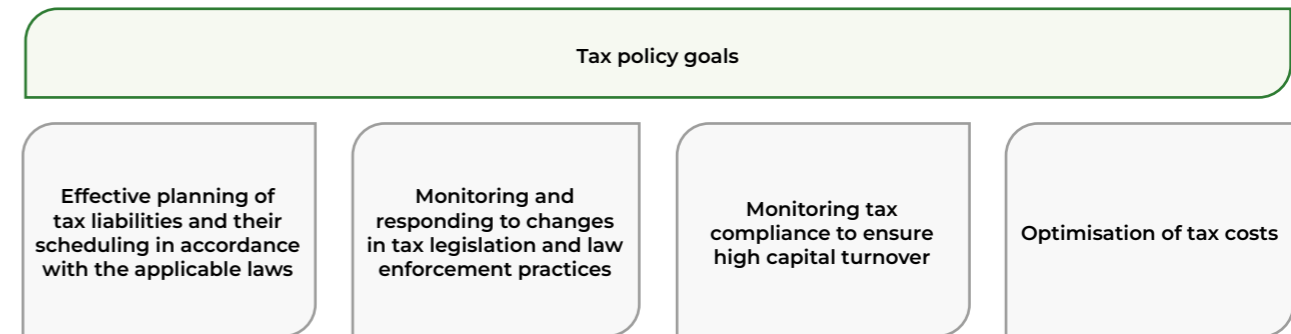 Tax policy goals
Effective planning of
tax liabilities and their
scheduling in accordance
with the applicable laws
Monitoring and
responding to changes
in tax legislation and law
enforcement practices
Monitoring tax
compliance to ensure
high capital turnover
Optimisation of tax costs